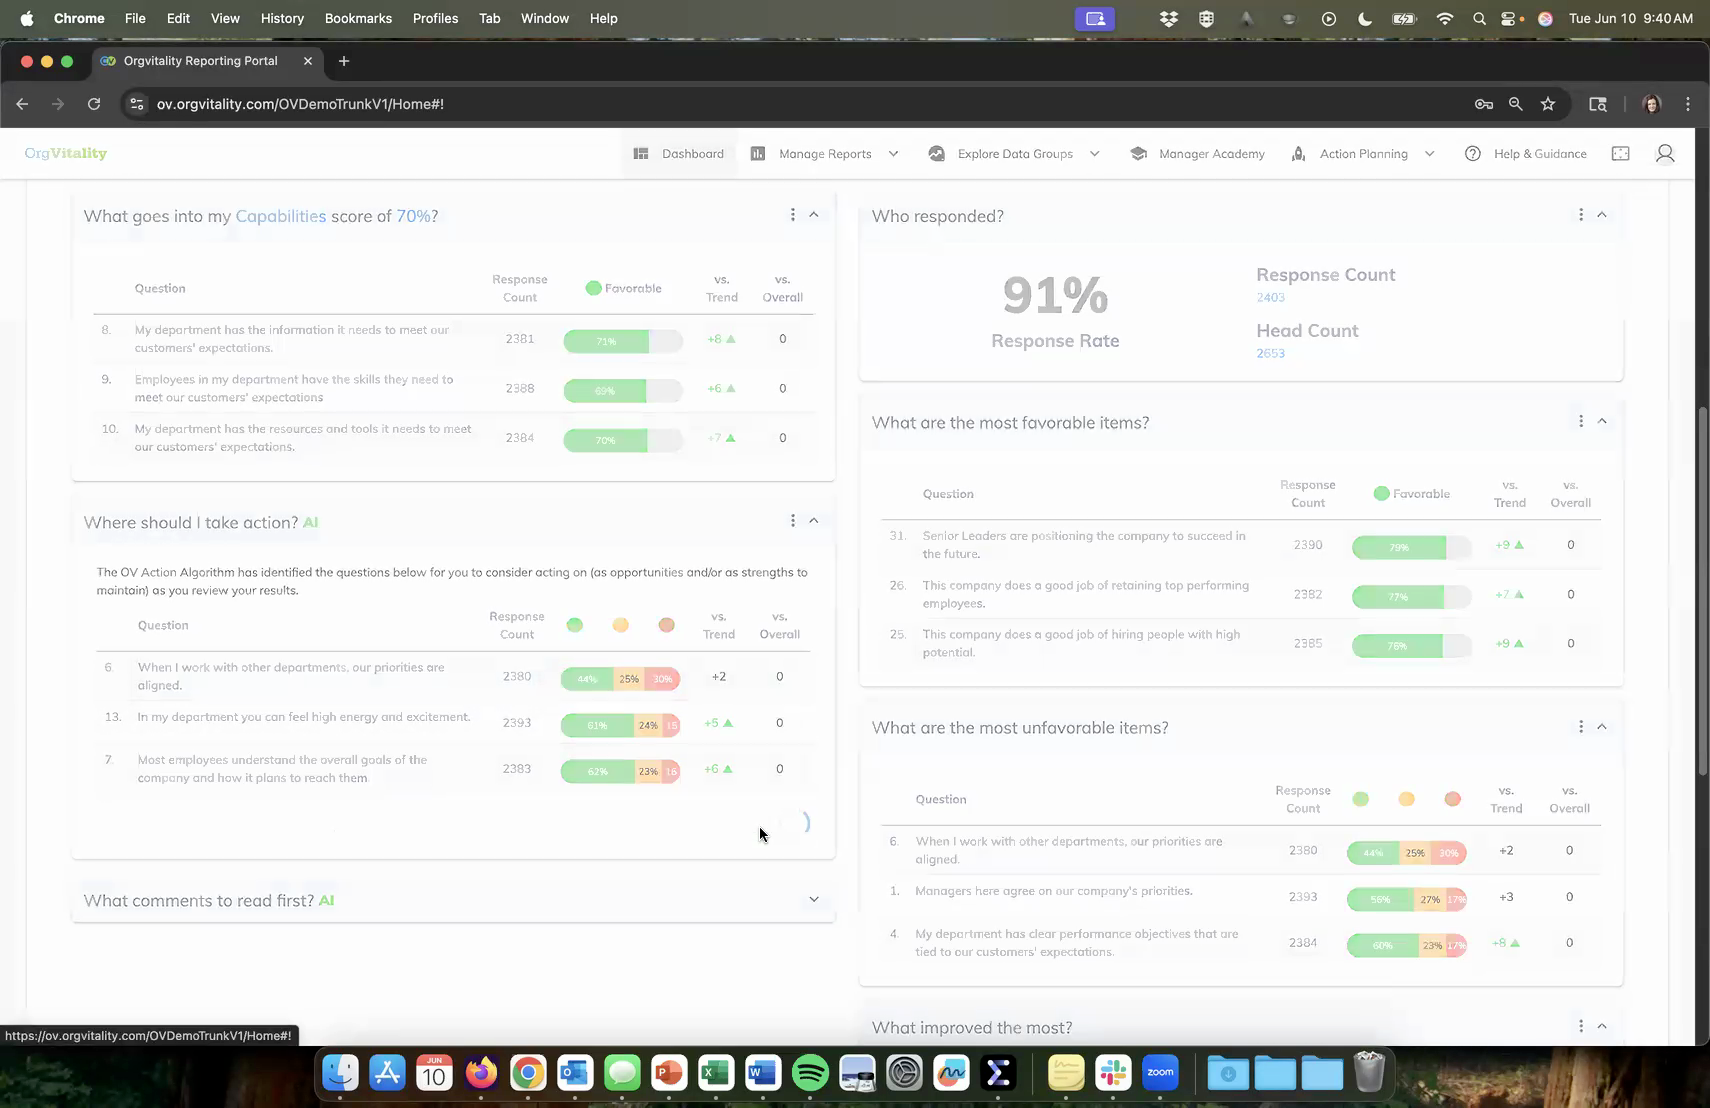 Chrome File Edit View History Bookmarks Profiles Tab Window Help Tue Jun 10 9:40 AM
Orgvitality Reporting Portal
ov.orgvitality.com/OVDemoTrunkV1/Home#!
OrgVitality Dashboard Manage Reports Explore Data Groups Manager Academy Action Planning Help & Guidance
What goes into my Capabilities score of 70%?
Question Response Count Favorable vs. Trend vs. Overall
8. My department has the information it needs to meet our 2381 71% +8 0
customers' expectations.
9. Employees in my department have the skills they need to 2388 69% +6 0
meet our customers' expectations
10. My department has the resources and tools it needs to meet 2384 70% +7 0
our customers' expectations.
Where should I take action? AI
The OV Action Algorithm has identified the questions below for you to consider acting on (as opportunities and/or as strengths to
maintain) as you review your results.
Question Response Count vs. Trend vs. Overall
6. When I work with other departments, our priorities are 2380 44% 25% 30% +2 0
aligned.
13. In my department you can feel high energy and excitement. 2393 61% 24% 15 +5 0
7. Most employees understand the overall goals of the 2383 62% 23% 16 +6 0
company and how it plans to reach them.
What comments to read first? AI
Who responded?
91%
Response Rate
Response Count
2403
Head Count
2653
What are the most favorable items?
Question Response Count Favorable vs. Trend vs. Overall
31. Senior Leaders are positioning the company to succeed in 2390 79% +9 0
the future.
26. This company does a good job of retaining top performing 2382 77% +7 0
employees.
25. This company does a good job of hiring people with high 2385 76% +9 0
potential.
What are the most unfavorable items?
Question Response Count vs. Trend vs. Overall
6. When I work with other departments, our priorities are 2380 44% 25% 30% +2 0
aligned.
1. Managers here agree on our company's priorities. 2393 56% 27% 17% +3 0
4. My department has clear performance objectives that are 2384 60% 23% 17% +8 0
tied to our customers' expectations.
What improved the most?
https://ov.orgvitality.com/OVDemoTrunkV1/Home#!
JUN
10
zoom